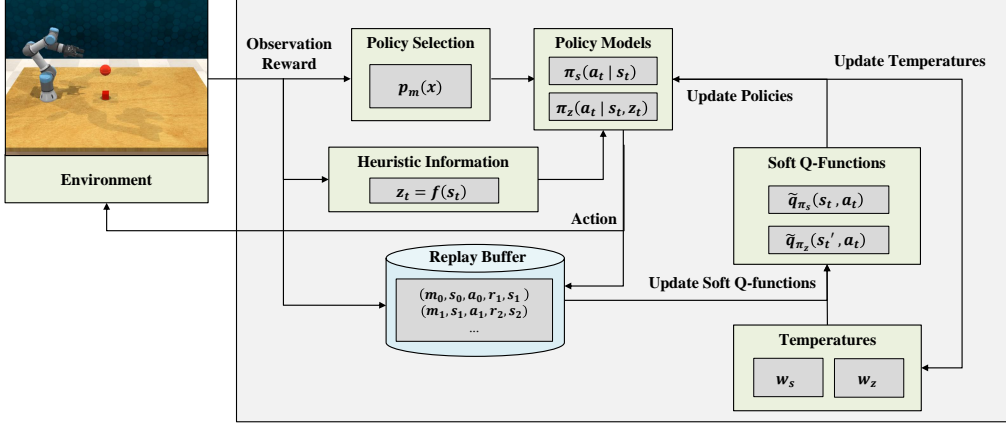 Observation
Reward
Policy Selection
p_m(x)
Policy Models
π_s(a_t | s_t)
π_z(a_t | s_t, z_t)
Update Temperatures
Update Policies
Heuristic Information
z_t = f(s_t)
Environment
Action
Soft Q-Functions
q̃_{π_s}(s_t, a_t)
q̃_{π_z}(s_t′, a_t)
Replay Buffer
(m_0, s_0, a_0, r_1, s_1)
(m_1, s_1, a_1, r_2, s_2)
...
Update Soft Q-functions
Temperatures
w_s
w_z